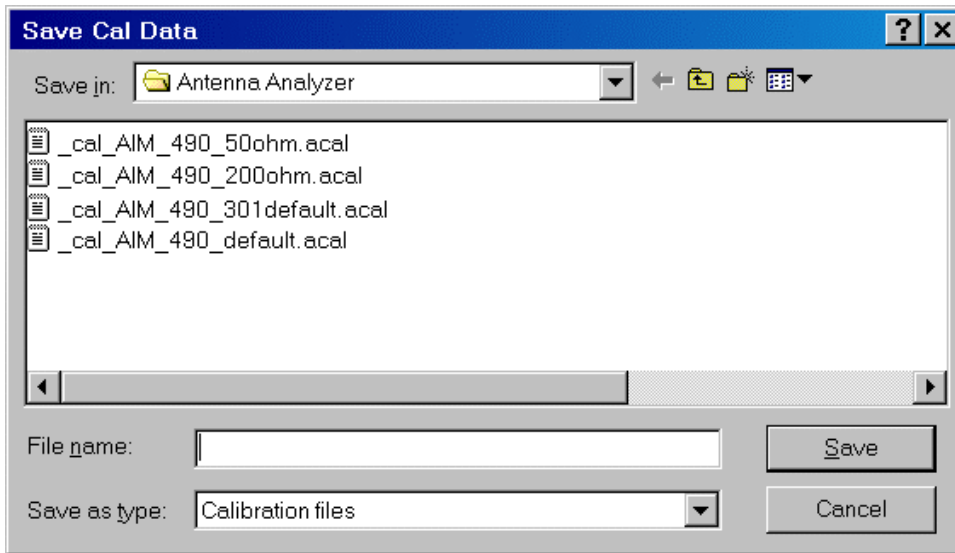 Save Cal Data
Save in: Antenna Analyzer
_cal_AIM_490_50ohm.acal
_cal_AIM_490_200ohm.acal
_cal_AIM_490_301default.acal
_cal_AIM_490_default.acal
File name: Save
Save as type: Calibration files Cancel